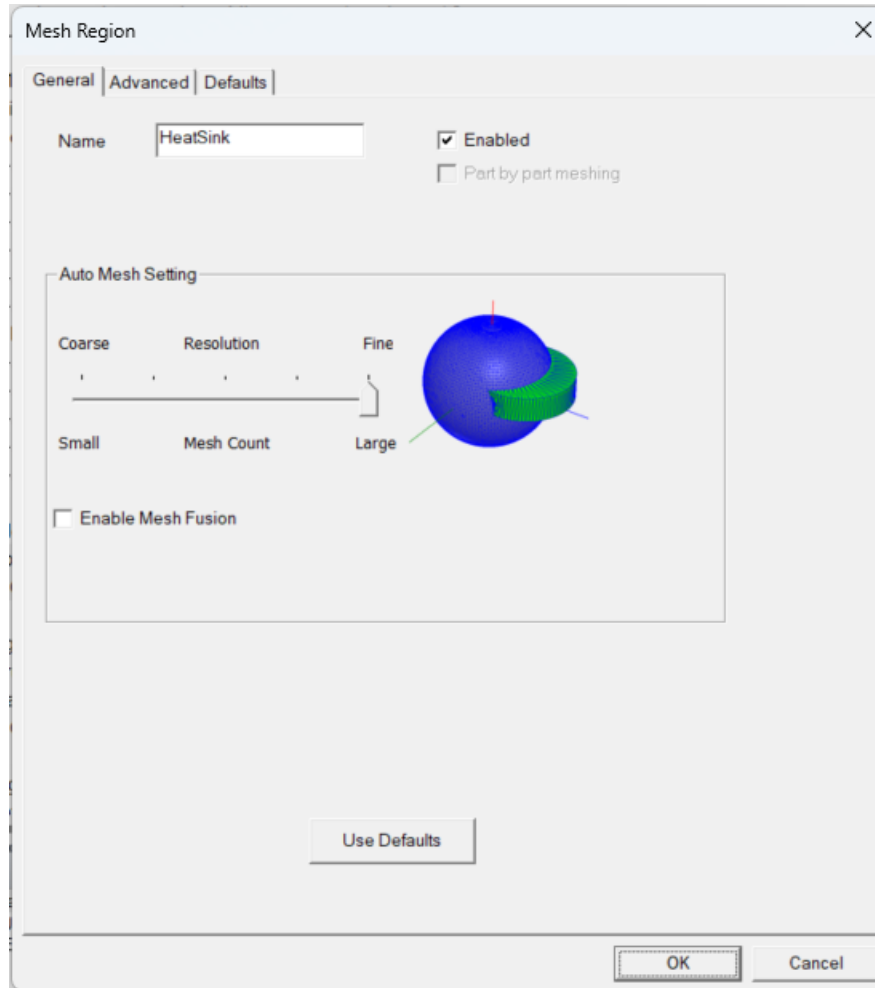 Mesh Region
General Advanced Defaults
Name HeatSink Enabled
Part by part meshing
Auto Mesh Setting
Coarse Resolution Fine
Small Mesh Count Large
Enable Mesh Fusion
Use Defaults
OK Cancel